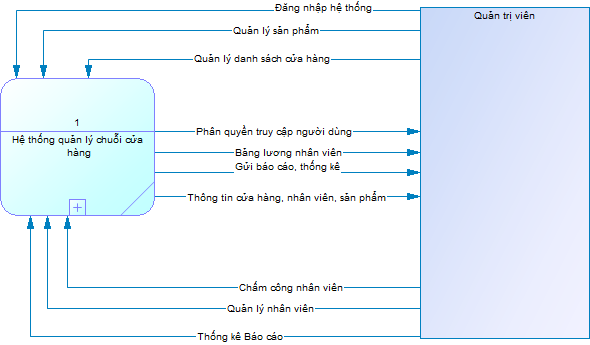 Đăng nhập hệ thống
Quản trị viên
Quản lý sản phẩm
Quản lý danh sách cửa hàng
1
Hệ thống quản lý chuỗi cửa
hàng
Phân quyền truy cập người dùng
Bảng lương nhân viên
Gửi báo cáo, thống kê
Thông tin cửa hàng, nhân viên, sản phẩm
Chấm công nhân viên
Quản lý nhân viên
Thống kê Báo cáo